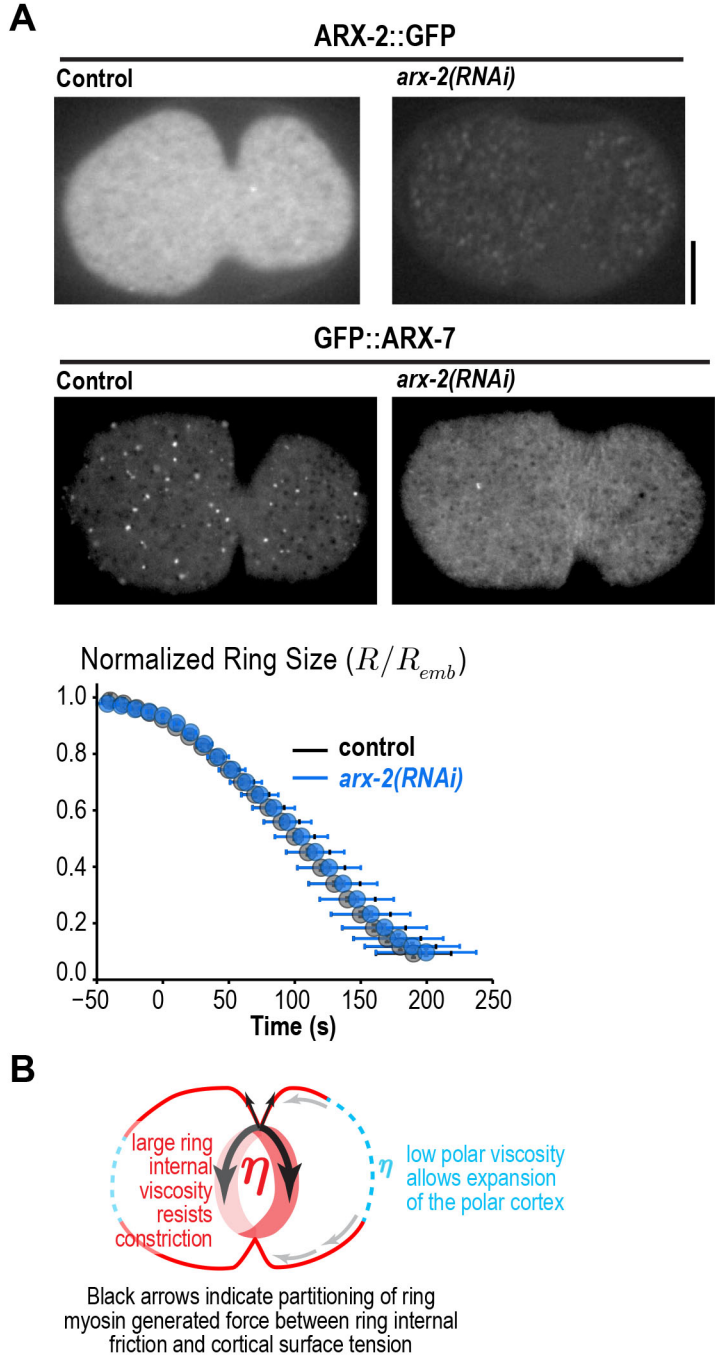 A
ARX-2::GFP
Control
arx-2(RNAi)
GFP::ARX-7
Control
arx-2(RNAi)
Normalized Ring Size (R/R_emb)
1.0
0.8
0.6
0.4
0.2
0.0
control
arx-2(RNAi)
−50 0 50 100 150 200 250
Time (s)
B
large ring
internal
viscosity
resists
constriction
η
η
low polar viscosity
allows expansion
of the polar cortex
Black arrows indicate partitioning of ring
myosin generated force between ring internal
friction and cortical surface tension